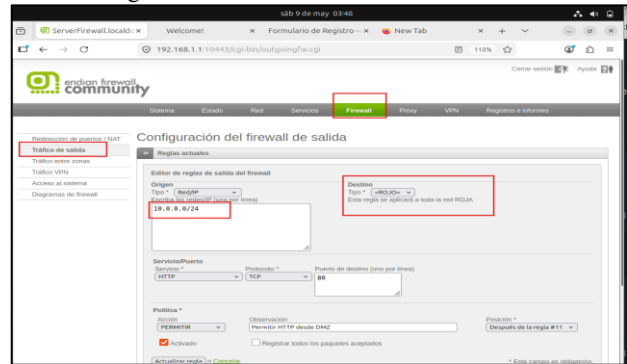 sáb 9 de may 03:40
ServerFirewall.locald
Welcome!
Formulario de Registro
New Tab
192.168.1.1:10443/cgi-bin/outgoingfw.cgi
110%
Cerrar sesión Ayuda
endian firewall
community
Sistema Estado Red Servicios Firewall Proxy VPN Registros e informes
Redirección de puertos / NAT
Tráfico de salida
Tráfico entre zonas
Tráfico VPN
Acceso al sistema
Diagramas de firewall
Configuración del firewall de salida
Reglas actuales
Editor de reglas de salida del firewall
Origen
Tipo * Red/IP
Escriba las redes/IP (una por línea)
10.0.0.0/24
Destino
Tipo * <ROJO>
Esta regla se aplicará a toda la red ROJA
Servicio/Puerto
Servicio * Protocolo * Puerto de destino (uno por línea)
HTTP TCP 80
Política *
Acción Observación Posición *
PERMITIR Permitir HTTP desde DMZ Después de la regla #11
Activado Registrar todos los paquetes aceptados
Actualizar regla o Cancelar * Este campo es obligatorio.